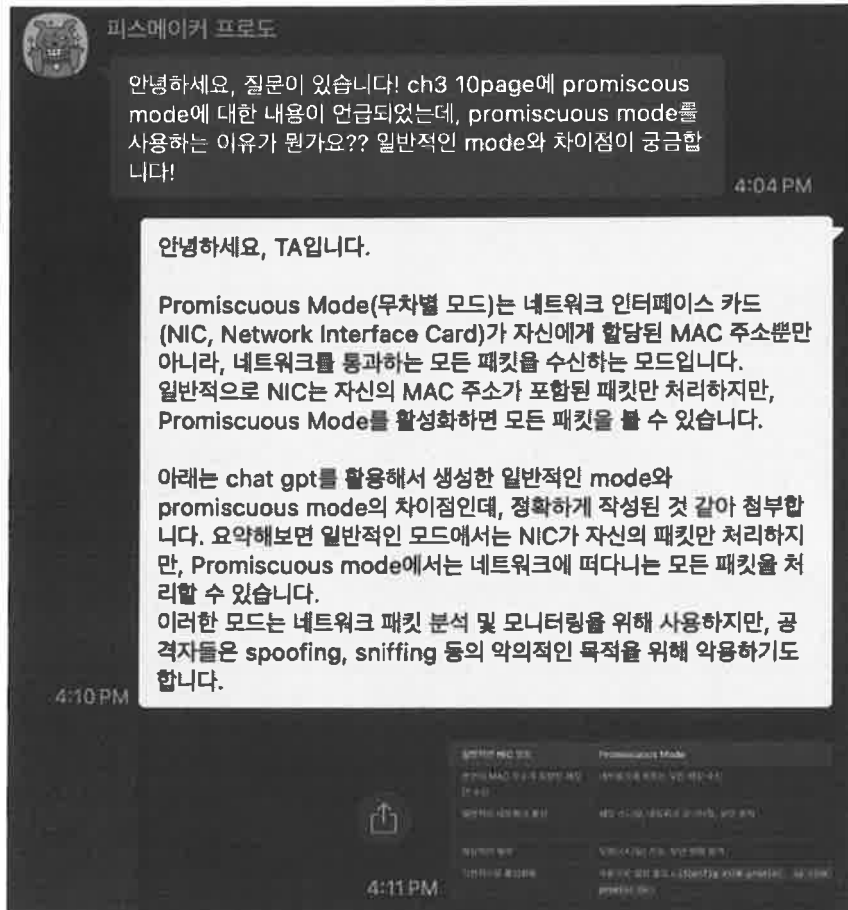 피스메이커 프로도
안녕하세요, 질문이 있습니다! ch3 10page에 promiscous
mode에 대한 내용이 언급되었는데, promiscuous mode를
사용하는 이유가 뭔가요?? 일반적인 mode와 차이점이 궁금합
니다!
4:04 PM
안녕하세요, TA입니다.
Promiscuous Mode(무차별 모드)는 네트워크 인터페이스 카드
(NIC, Network Interface Card)가 자신에게 할당된 MAC 주소뿐만
아니라, 네트워크를 통과하는 모든 패킷을 수신하는 모드입니다.
일반적으로 NIC는 자신의 MAC 주소가 포함된 패킷만 처리하지만,
Promiscuous Mode를 활성화하면 모든 패킷을 볼 수 있습니다.
아래는 chat gpt를 활용해서 생성한 일반적인 mode와
promiscuous mode의 차이점인데, 정확하게 작성된 것 같아 첨부합
니다. 요약해보면 일반적인 모드에서는 NIC가 자신의 패킷만 처리하지
만, Promiscuous mode에서는 네트워크에 떠다니는 모든 패킷을 처
리할 수 있습니다.
이러한 모드는 네트워크 패킷 분석 및 모니터링을 위해 사용하지만, 공
격자들은 spoofing, sniffing 등의 악의적인 목적을 위해 악용하기도
합니다.
4:10 PM
일반적인 NIC 모드 Promiscuous Mode
4:11 PM